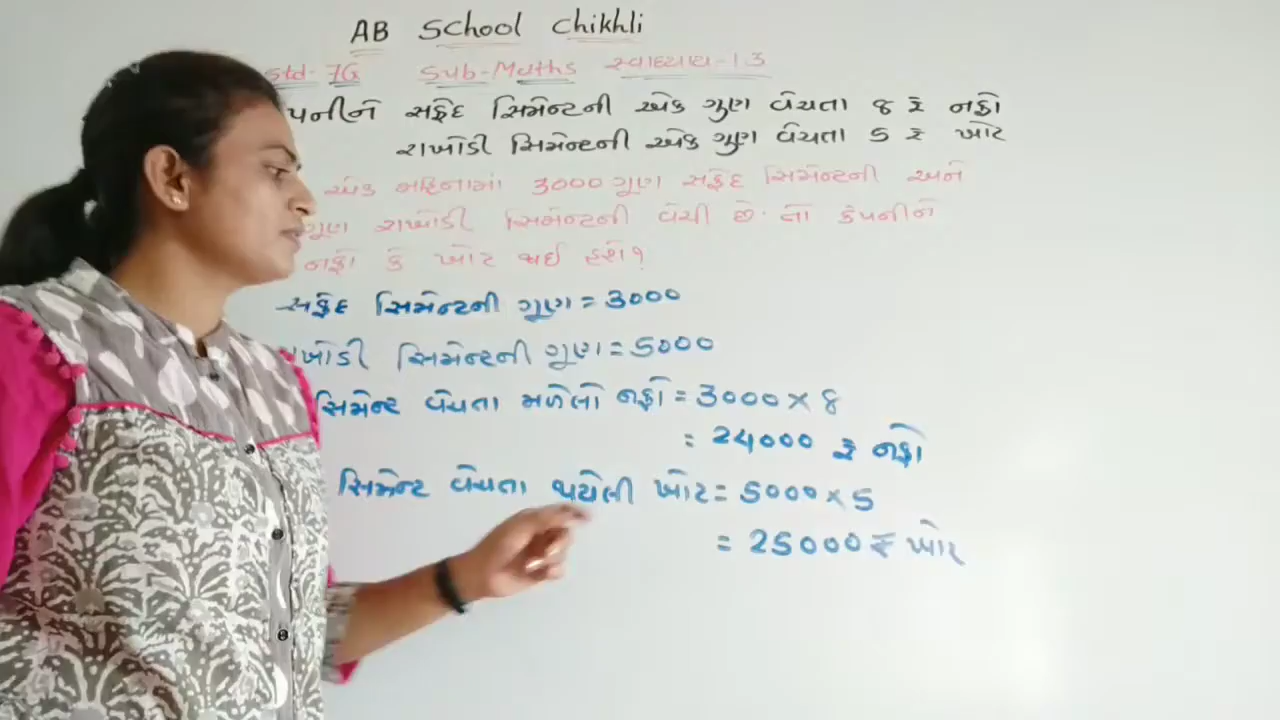 AB School Chikhli
Std-7G Sub-Maths સ્વાધ્યાય-13
પનીને સફેદ સિમેન્ટની એક ગુણ વેચતા 8 રૂ નફો
રાખોડી સિમેન્ટની એક ગુણ વેચતા 5 રૂ ખોટ
એક મહિનામાં 3000 ગુણ સફેદ સિમેન્ટની અને
ગુણ રાખોડી સિમેન્ટની વેચી છે. તો કંપનીને
નફો કે ખોટ થઈ હશે?
સફેદ સિમેન્ટની ગુણ = 3000
ખોડી સિમેન્ટની ગુણ = 5000
સિમેન્ટ વેચતા મળેલો નફો = 3000 × 8
= 24000 રૂ નફો
સિમેન્ટ વેચતા થયેલી ખોટ = 5000 × 5
= 25000 ₹ ખોટ